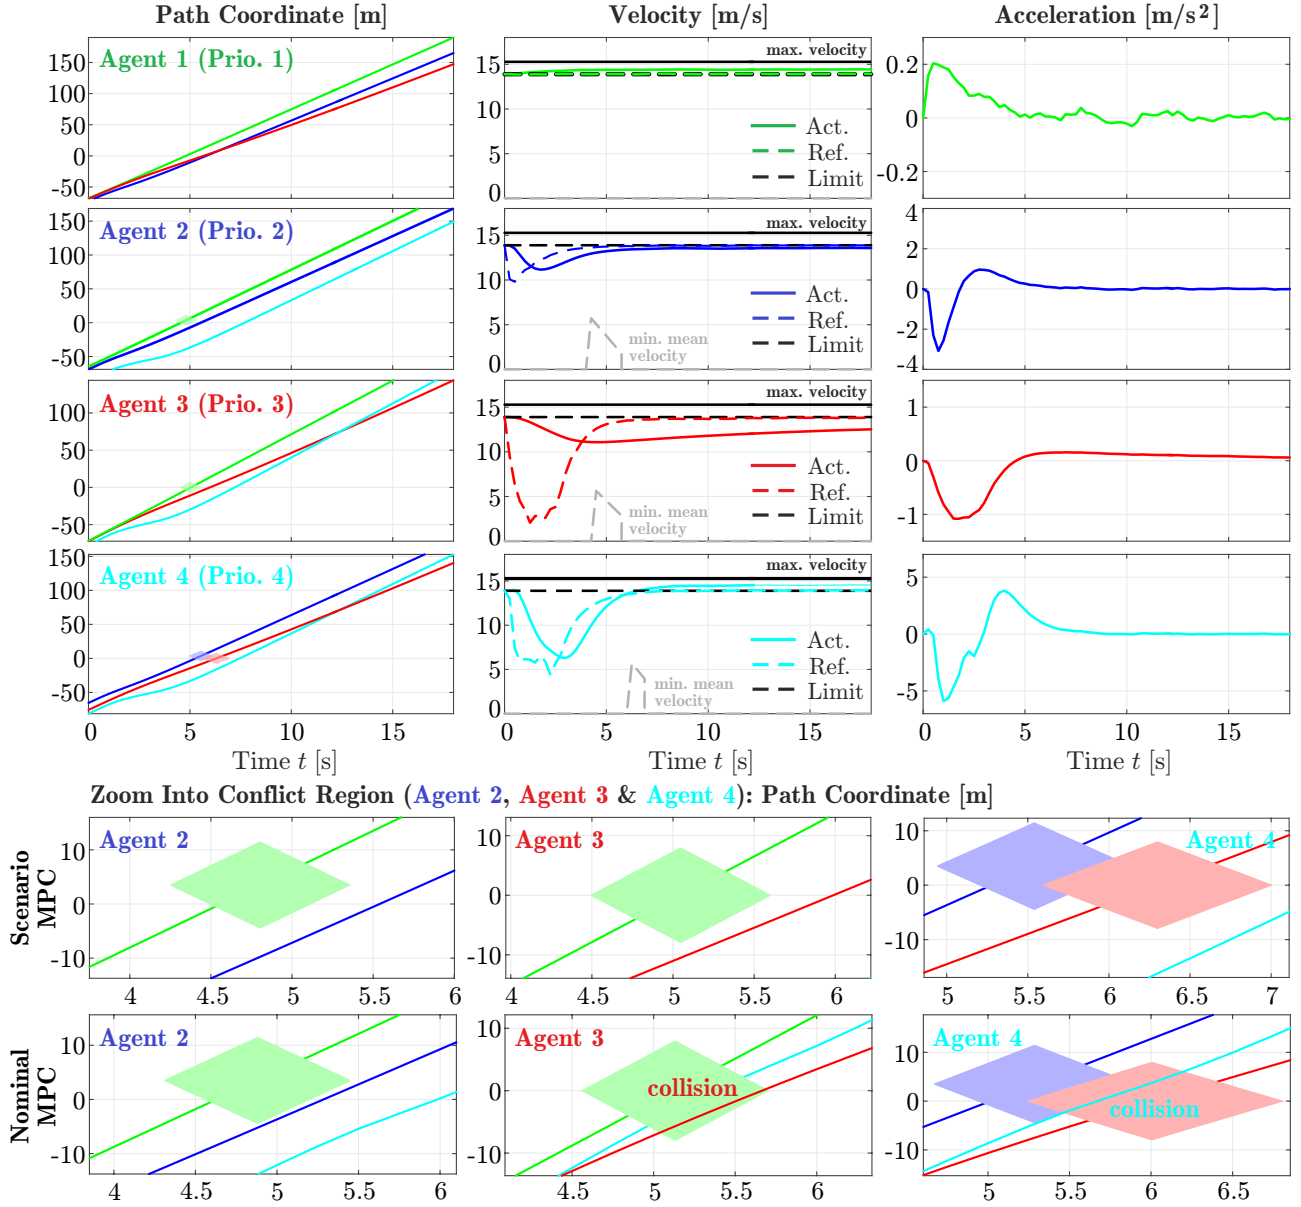 Path Coordinate [m]
Velocity [m/s]
Acceleration [m/s²]
Agent 1 (Prio. 1)
150
100
50
0
-50
max. velocity
15
10
5
0
Act.
Ref.
Limit
0.2
0
-0.2
Agent 2 (Prio. 2)
150
100
50
0
-50
max. velocity
15
10
5
0
min. mean
velocity
Act.
Ref.
Limit
4
2
0
-2
-4
Agent 3 (Prio. 3)
100
50
0
-50
max. velocity
15
10
5
0
min. mean
velocity
Act.
Ref.
Limit
1
0
-1
Agent 4 (Prio. 4)
150
100
50
0
-50
0 5 10 15
Time t [s]
max. velocity
15
10
5
0
min. mean
velocity
Act.
Ref.
Limit
0 5 10 15
Time t [s]
5
0
-5
0 5 10 15
Time t [s]
Zoom Into Conflict Region (Agent 2, Agent 3 & Agent 4): Path Coordinate [m]
Scenario
MPC
Agent 2
10
0
-10
4 4.5 5 5.5 6
Agent 3
10
0
-10
4 4.5 5 5.5 6
Agent 4
10
0
-10
5 5.5 6 6.5 7
Nominal
MPC
Agent 2
10
0
-10
4 4.5 5 5.5 6
Agent 3
collision
10
0
-10
4.5 5 5.5 6
Agent 4
collision
10
0
-10
5 5.5 6 6.5